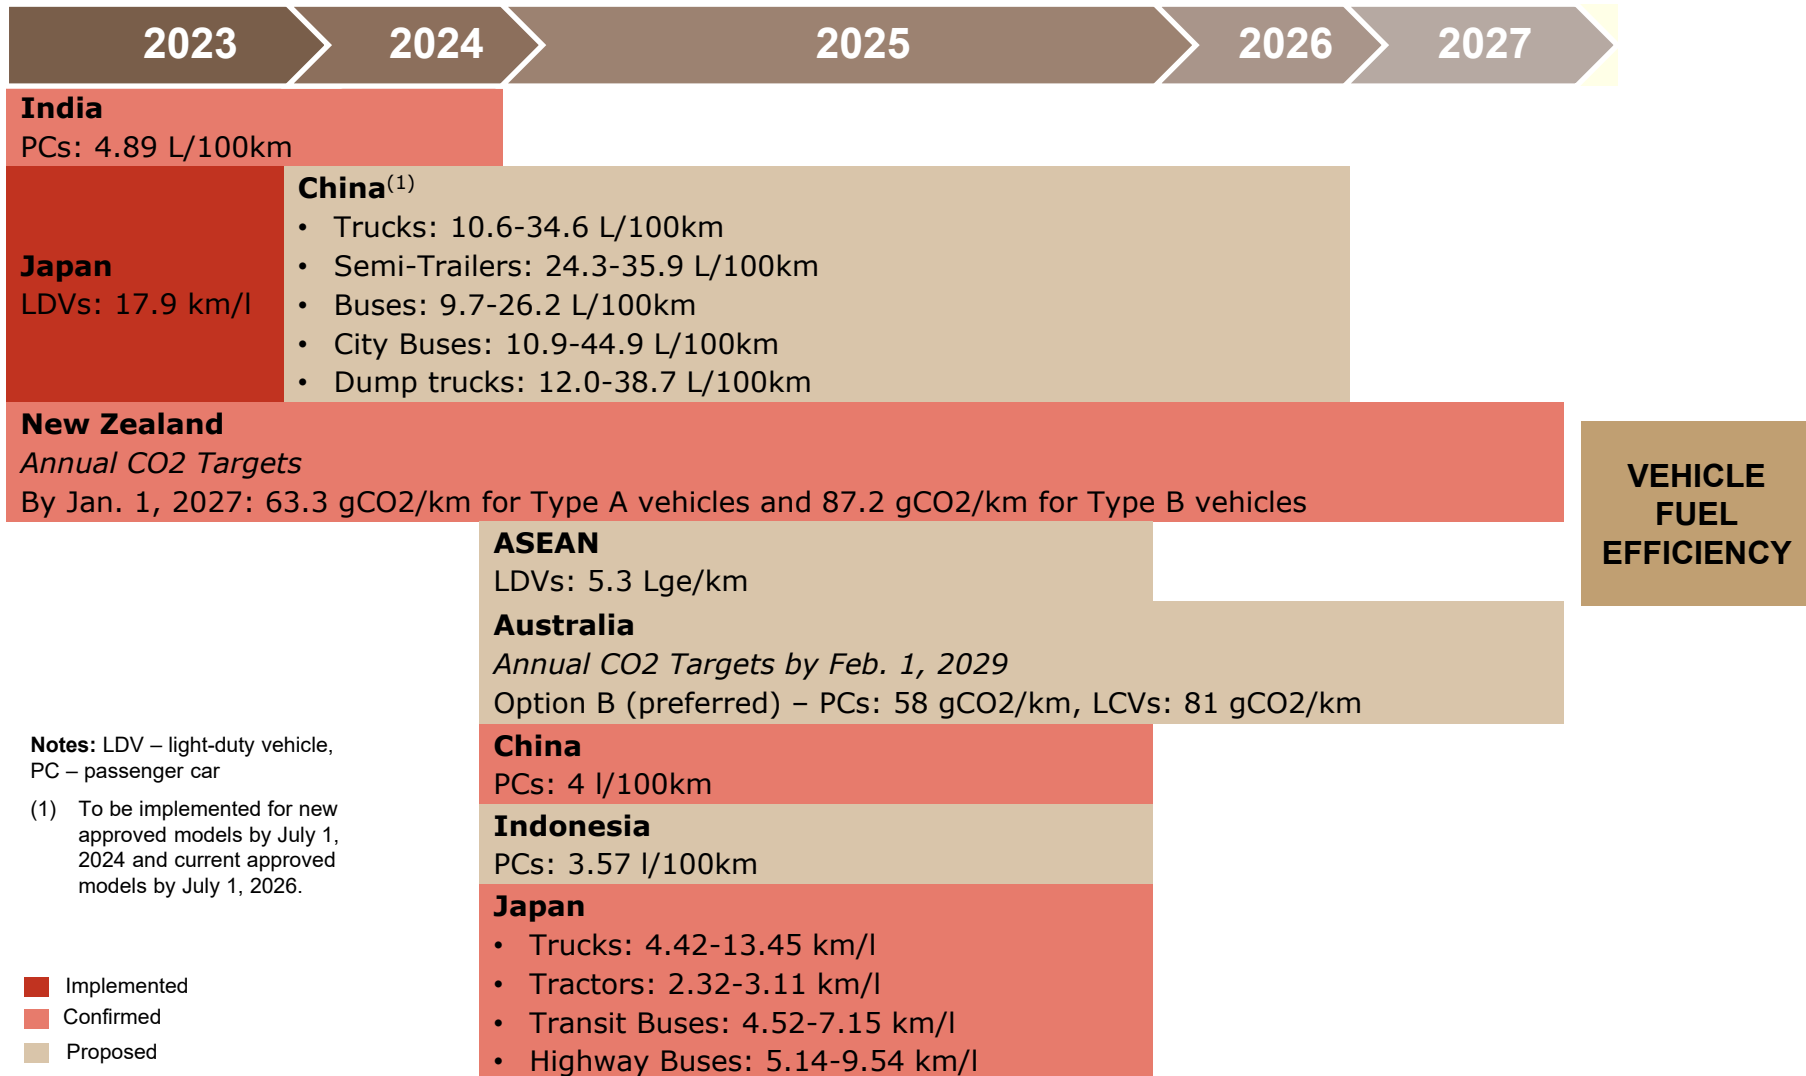 2023 2024 2025 2026 2027
India
PCs: 4.89 L/100km
Japan
LDVs: 17.9 km/l
China(1)
• Trucks: 10.6-34.6 L/100km
• Semi-Trailers: 24.3-35.9 L/100km
• Buses: 9.7-26.2 L/100km
• City Buses: 10.9-44.9 L/100km
• Dump trucks: 12.0-38.7 L/100km
New Zealand
Annual CO2 Targets
By Jan. 1, 2027: 63.3 gCO2/km for Type A vehicles and 87.2 gCO2/km for Type B vehicles
VEHICLE
FUEL
EFFICIENCY
ASEAN
LDVs: 5.3 Lge/km
Australia
Annual CO2 Targets by Feb. 1, 2029
Option B (preferred) – PCs: 58 gCO2/km, LCVs: 81 gCO2/km
China
PCs: 4 l/100km
Indonesia
PCs: 3.57 l/100km
Japan
• Trucks: 4.42-13.45 km/l
• Tractors: 2.32-3.11 km/l
• Transit Buses: 4.52-7.15 km/l
• Highway Buses: 5.14-9.54 km/l
Notes: LDV – light-duty vehicle,
PC – passenger car
(1) To be implemented for new
approved models by July 1,
2024 and current approved
models by July 1, 2026.
Implemented
Confirmed
Proposed